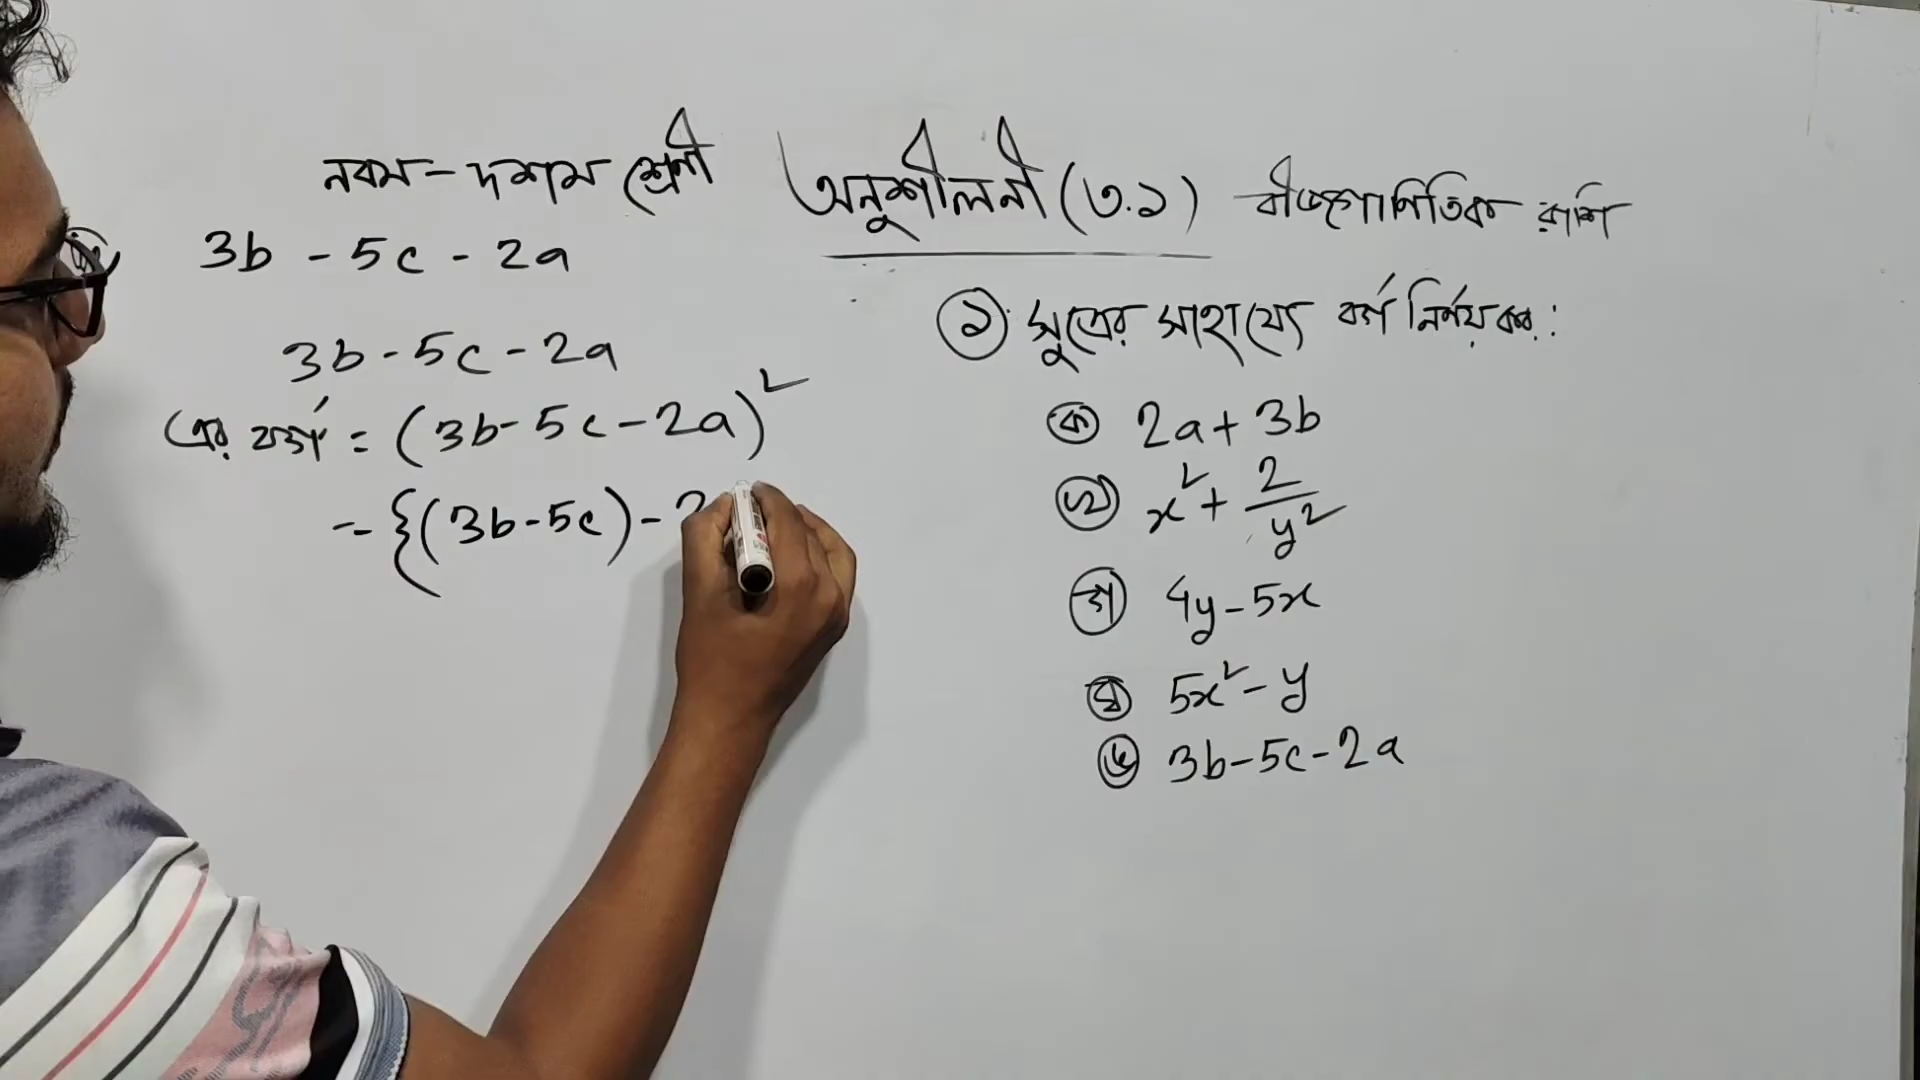 নবম - দশম শ্রেণী অনুশীলনী (৩.১) বীজগাণিতিক রাশি
ঙ 3b - 5c - 2a
3b - 5c - 2a
এর বর্গ = (3b - 5c - 2a)²
= {(3b - 5c) - 2
১. সূত্রের সাহায্যে বর্গ নির্ণয় কর :
ক 2a + 3b
খ x² + 2/y²
গ 4y - 5x
ঘ 5x² - y
ঙ 3b - 5c - 2a